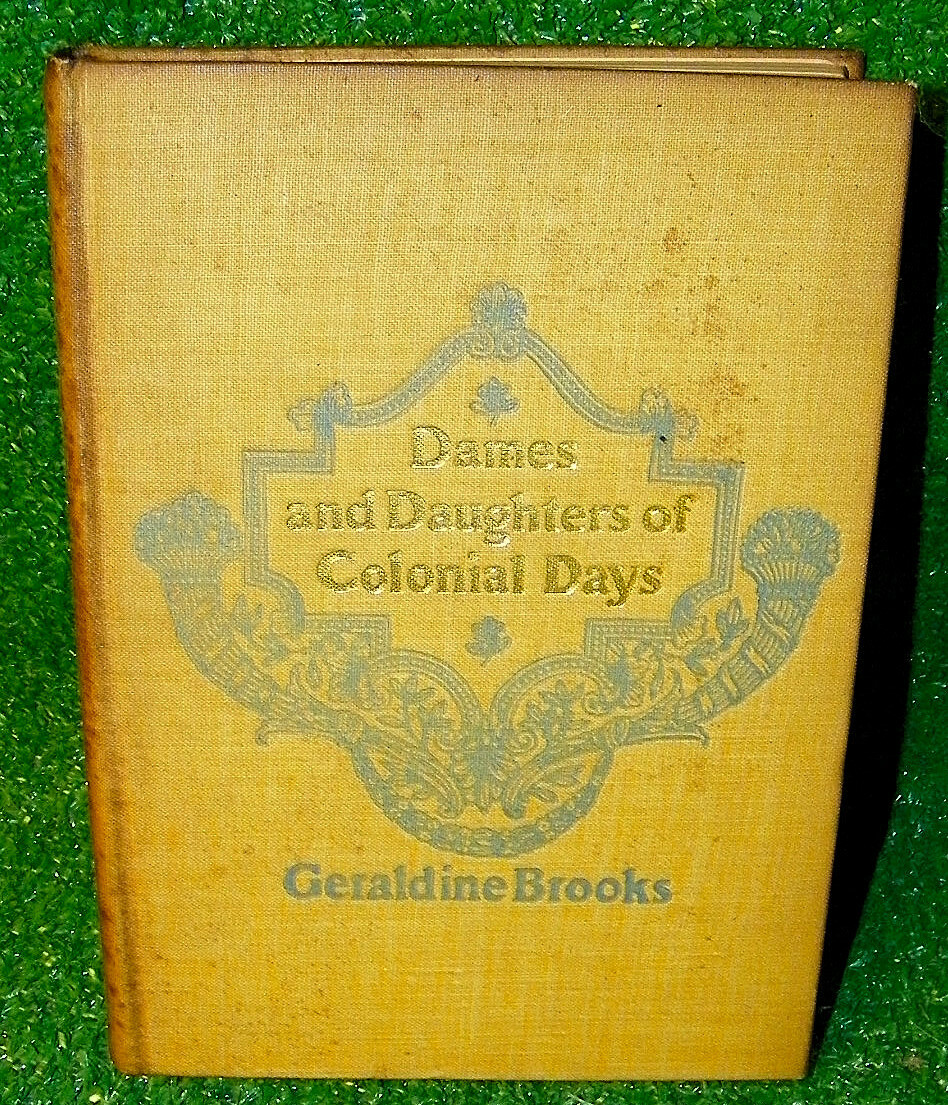 Dames
and Daughters of
Colonial Days
Geraldine Brooks